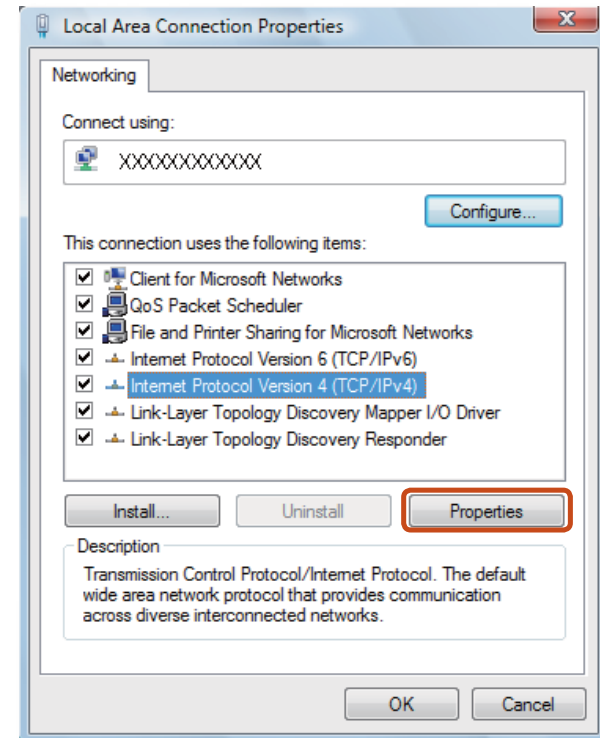 Local Area Connection Properties
Networking
Connect using:
XXXXXXXXXXXX
Configure...
This connection uses the following items:
Client for Microsoft Networks
QoS Packet Scheduler
File and Printer Sharing for Microsoft Networks
Internet Protocol Version 6 (TCP/IPv6)
Internet Protocol Version 4 (TCP/IPv4)
Link-Layer Topology Discovery Mapper I/O Driver
Link-Layer Topology Discovery Responder
Install... Uninstall Properties
Description
Transmission Control Protocol/Internet Protocol. The default
wide area network protocol that provides communication
across diverse interconnected networks.
OK Cancel